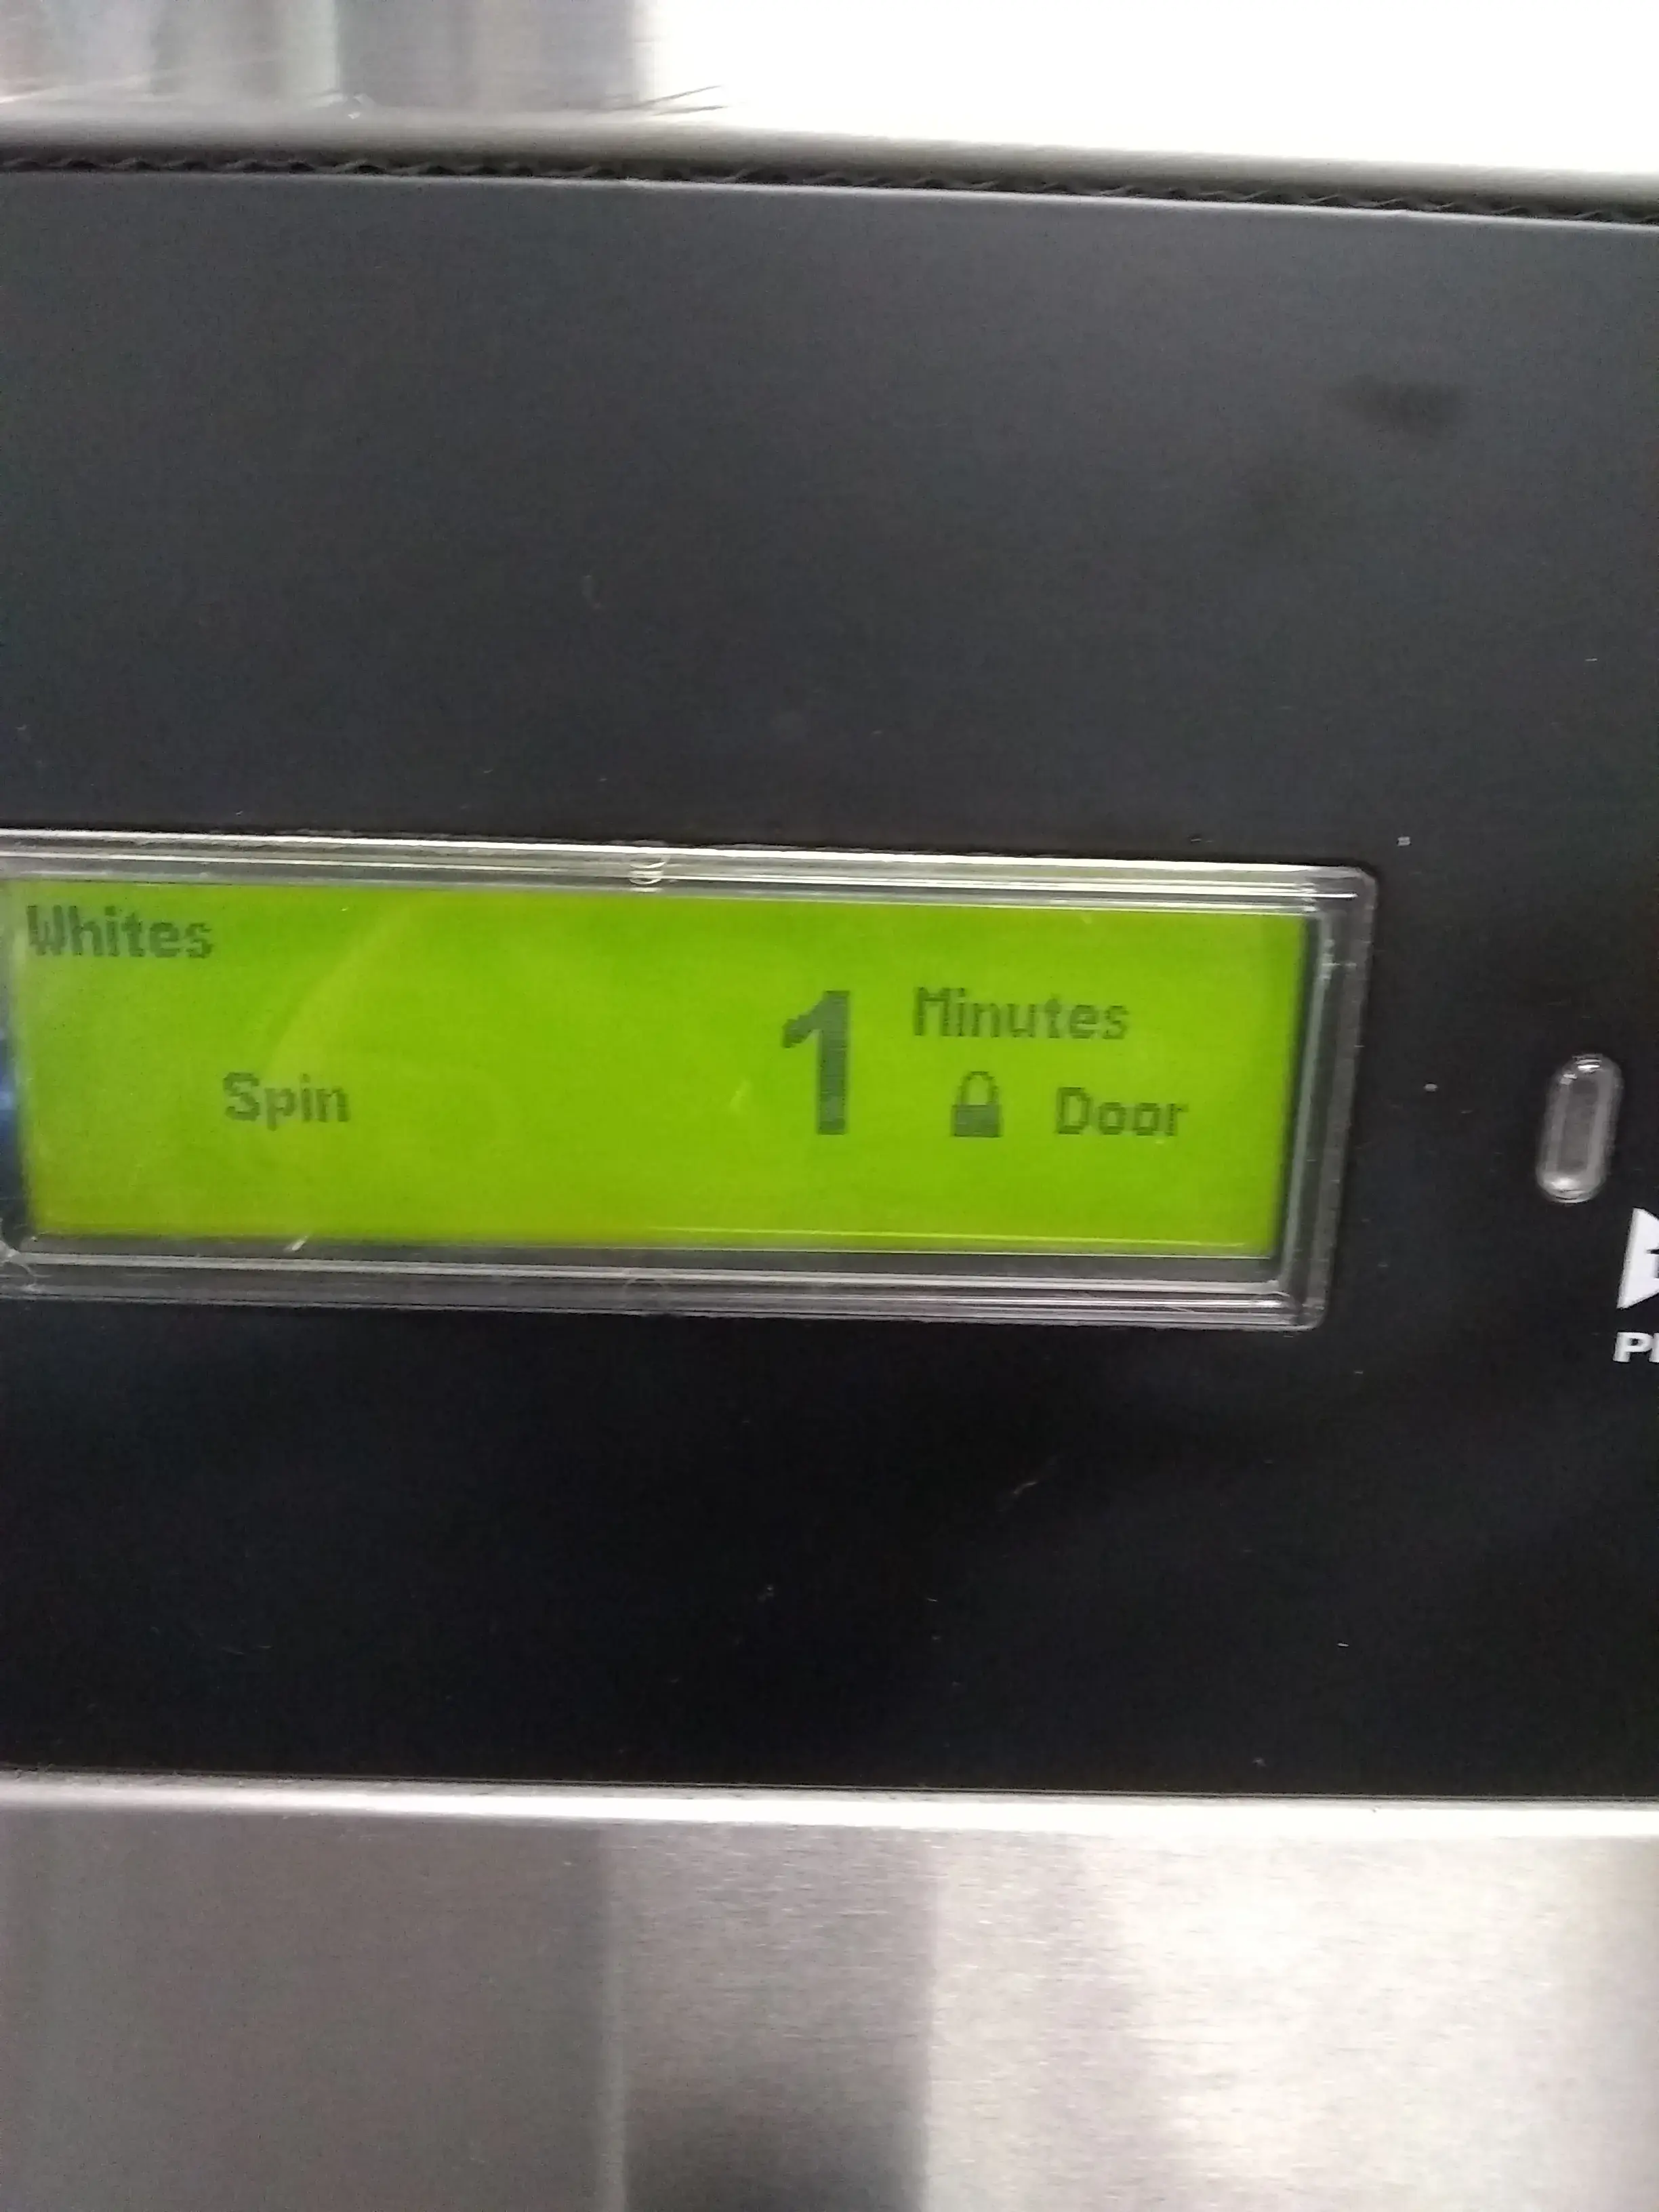 Whites
Minutes
1
Spin
Door